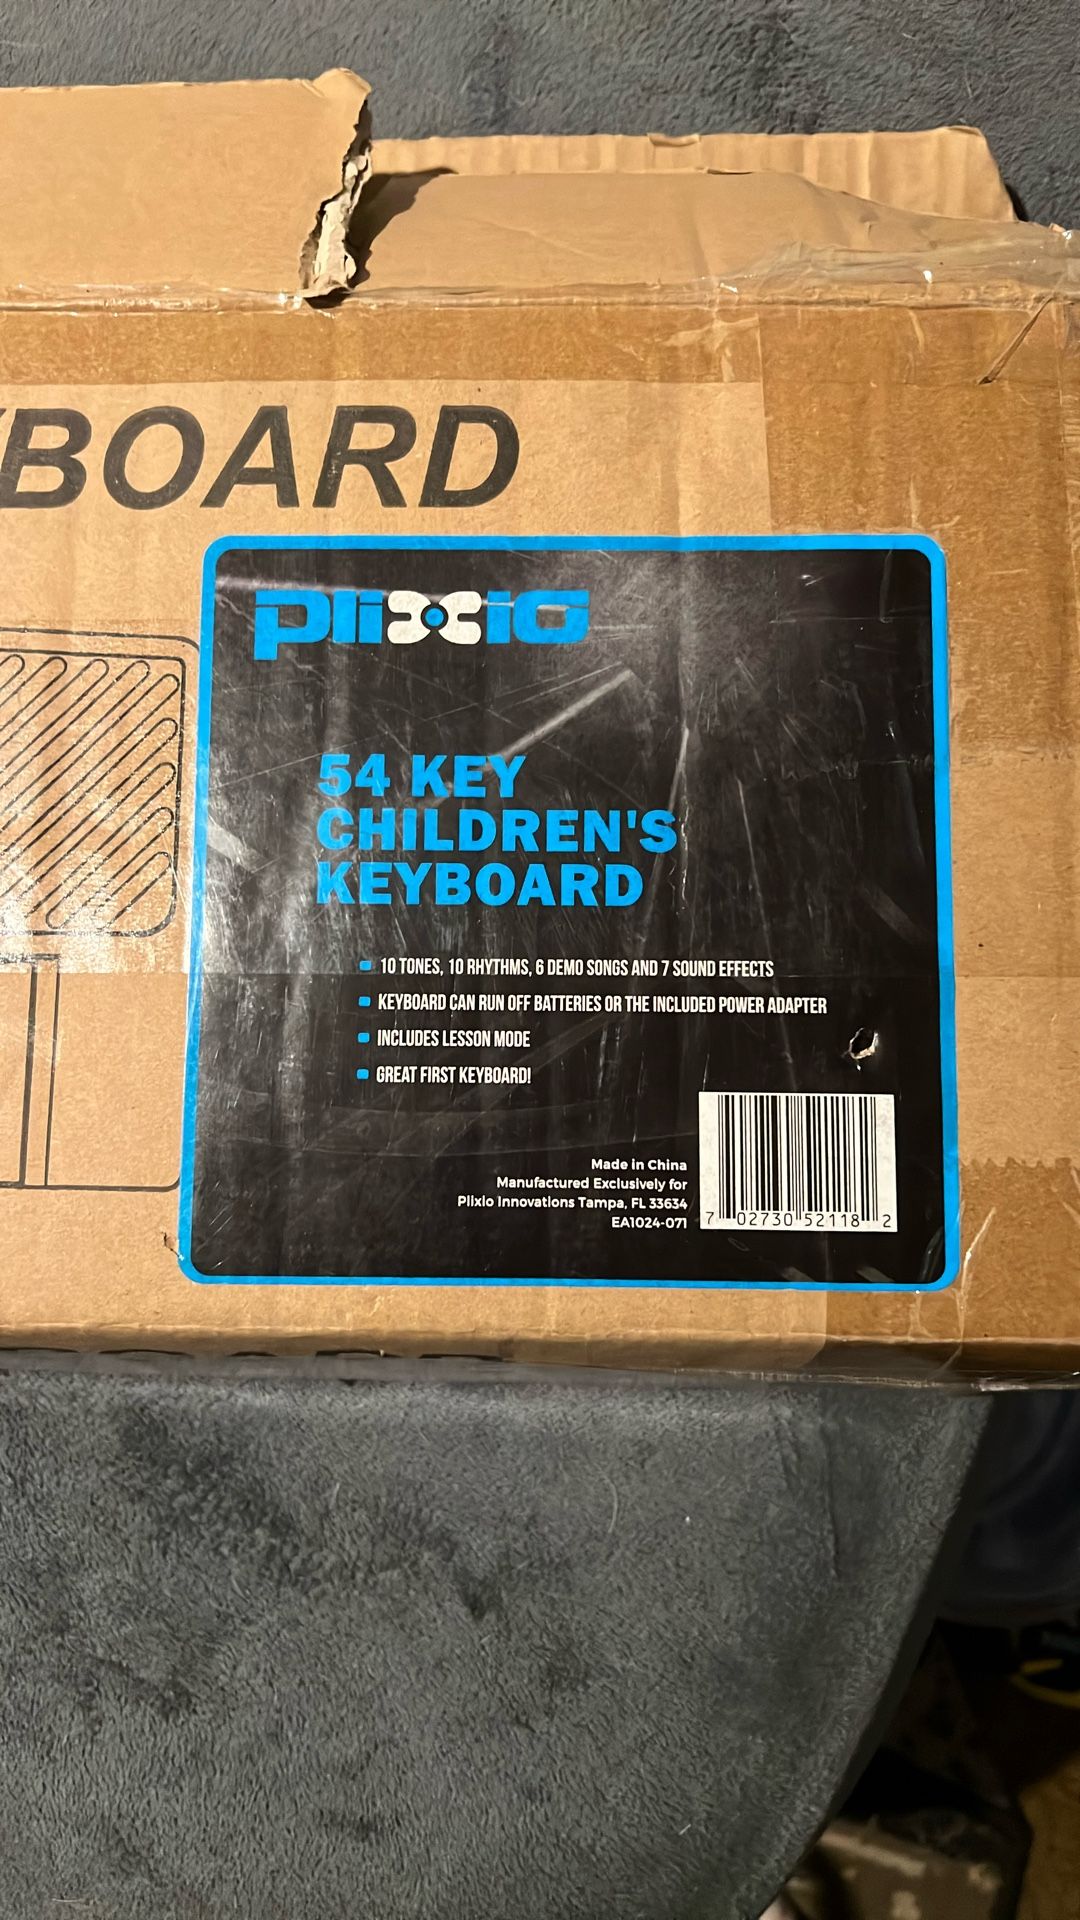 YBOARD
plixio
54 KEY
CHILDREN'S
KEYBOARD
10 TONES, 10 RHYTHMS, 6 DEMO SONGS AND 7 SOUND EFFECTS
KEYBOARD CAN RUN OFF BATTERIES OR THE INCLUDED POWER ADAPTER
INCLUDES LESSON MODE
GREAT FIRST KEYBOARD!
Made in China
Manufactured Exclusively for
Plixio Innovations Tampa, FL 33634
EA1024-071
7 02730 52118 2